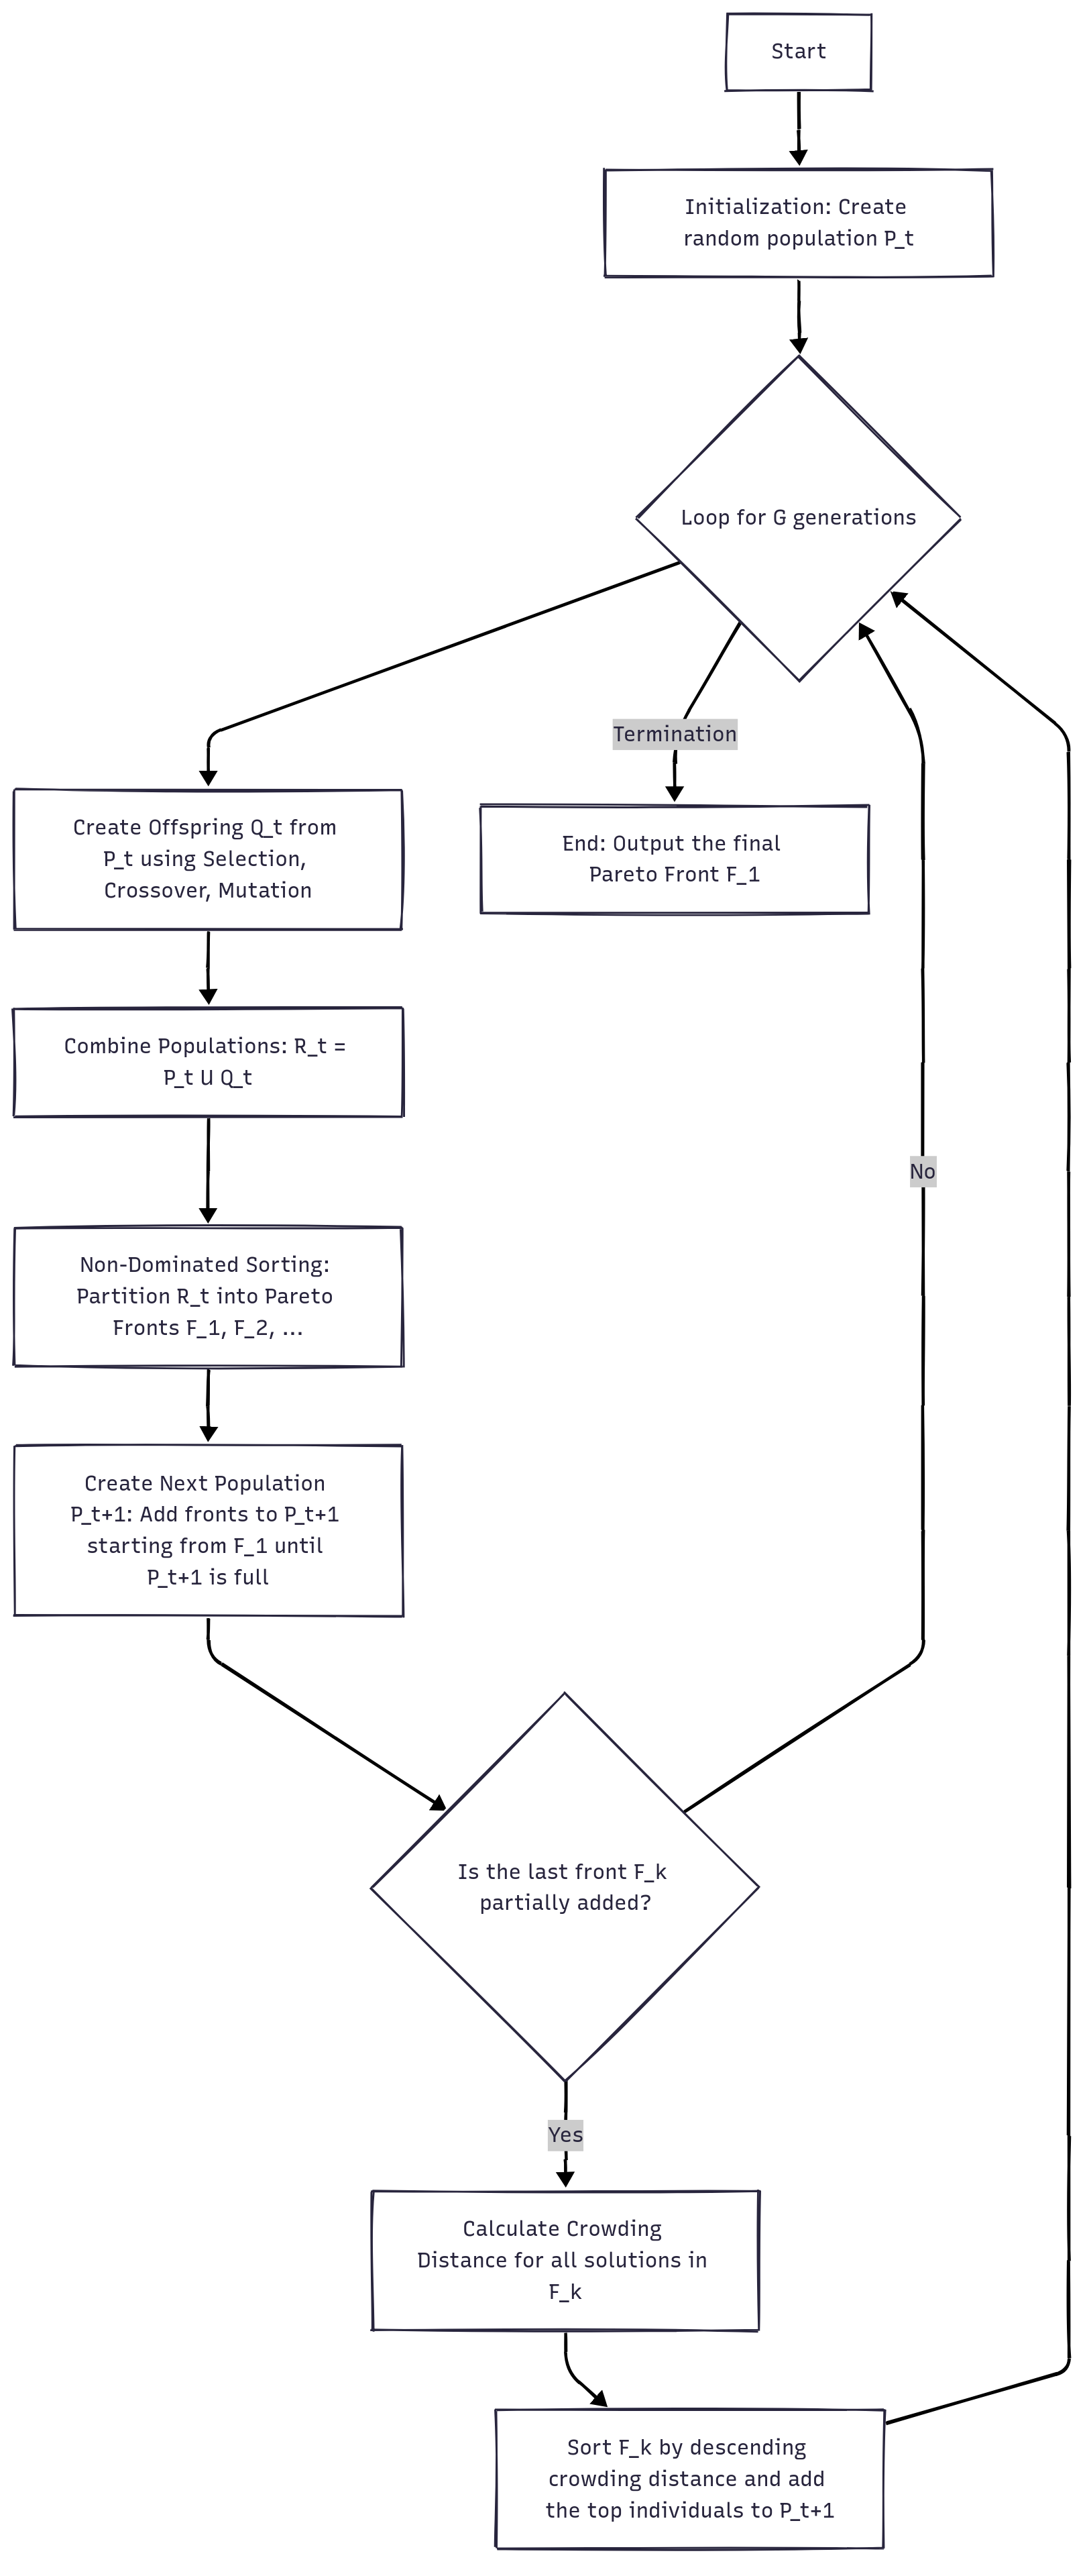 Start
Initialization: Create
random population P_t
Loop for G generations
Termination
Create Offspring Q_t from
P_t using Selection,
Crossover, Mutation
End: Output the final
Pareto Front F_1
Combine Populations: R_t =
P_t U Q_t
No
Non-Dominated Sorting:
Partition R_t into Pareto
Fronts F_1, F_2, ...
Create Next Population
P_t+1: Add fronts to P_t+1
starting from F_1 until
P_t+1 is full
Is the last front F_k
partially added?
Yes
Calculate Crowding
Distance for all solutions in
F_k
Sort F_k by descending
crowding distance and add
the top individuals to P_t+1